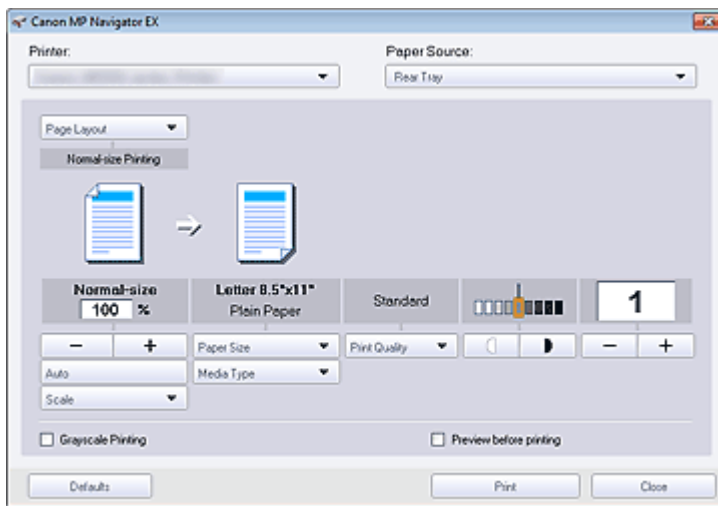 Canon MP Navigator EX
Printer:
Paper Source:
Rear Tray
Page Layout
Normal-size Printing
Normal-size
100 %
Letter 8.5"x11"
Plain Paper
Standard
1
Auto
Scale
Paper Size
Media Type
Print Quality
Grayscale Printing
Preview before printing
Defaults
Print
Close